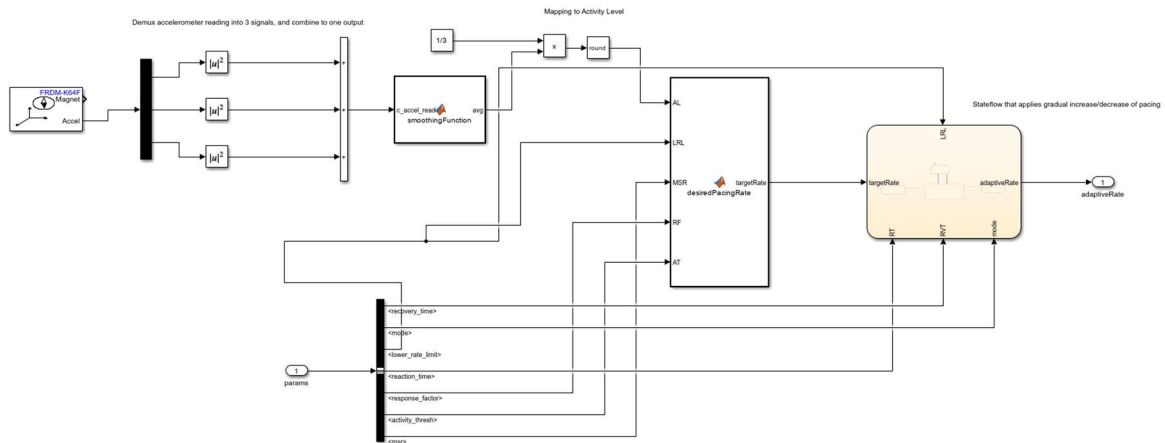 Mapping to Activity Level
Demux accelerometer reading into 3 signals, and combine to one output
1/3
x
round
|u|²
FRDM-K64F
Magnet
Accel
+
|u|²
+
|u|²
+
c_accel_reade
avg
smoothingFunction
AL
LRL
MSR
RF
AT
targetRate
desiredPacingRate
Stateflow that applies gradual increase/decrease of pacing
LRL
targetRate
adaptiveRate
RT
RVT
mode
1
adaptiveRate
1
params
<recovery_time>
<mode>
<lower_rate_limit>
<reaction_time>
<response_factor>
<activity_thresh>
<msr>